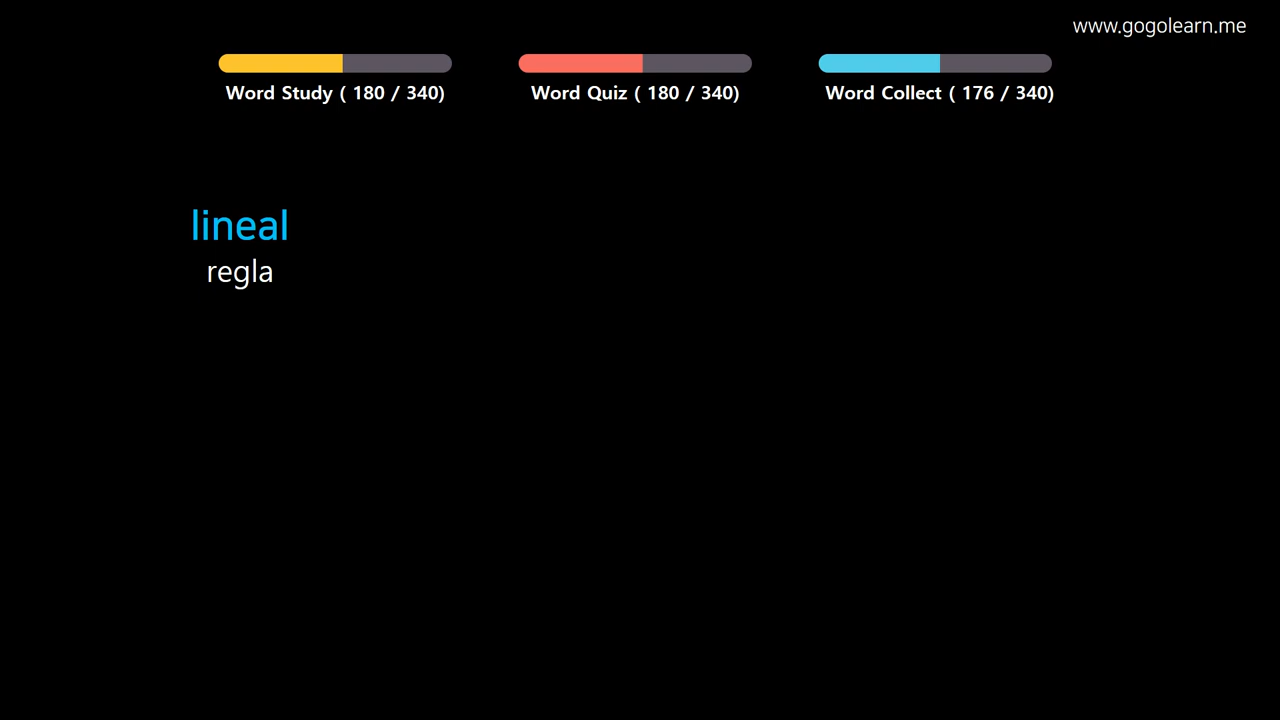 www.gogolearn.me
Word Study ( 180 / 340)
Word Quiz ( 180 / 340)
Word Collect ( 176 / 340)
lineal
regla